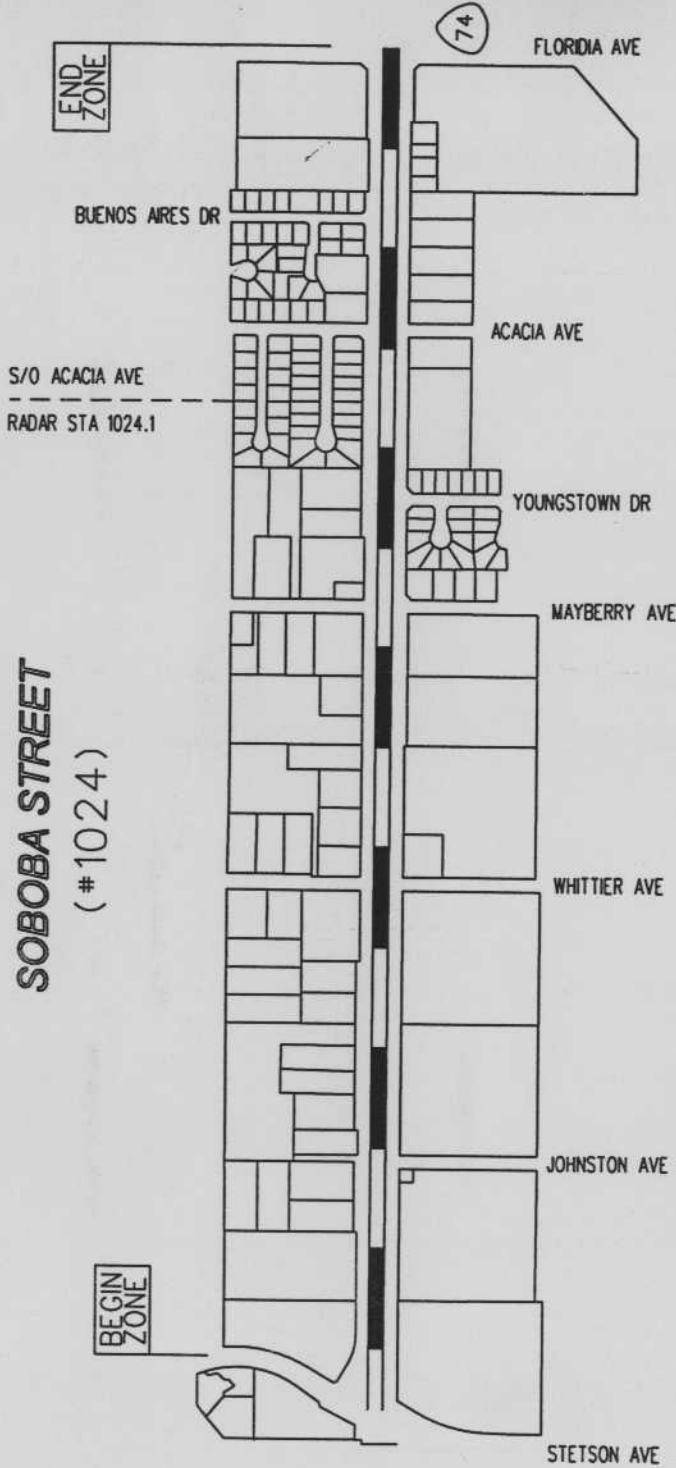 74
FLORIDIA AVE
END
ZONE
BUENOS AIRES DR
ACACIA AVE
S/O ACACIA AVE
RADAR STA 1024.1
YOUNGSTOWN DR
MAYBERRY AVE
SOBOBA STREET
(#1024)
WHITTIER AVE
JOHNSTON AVE
BEGIN
ZONE
STETSON AVE